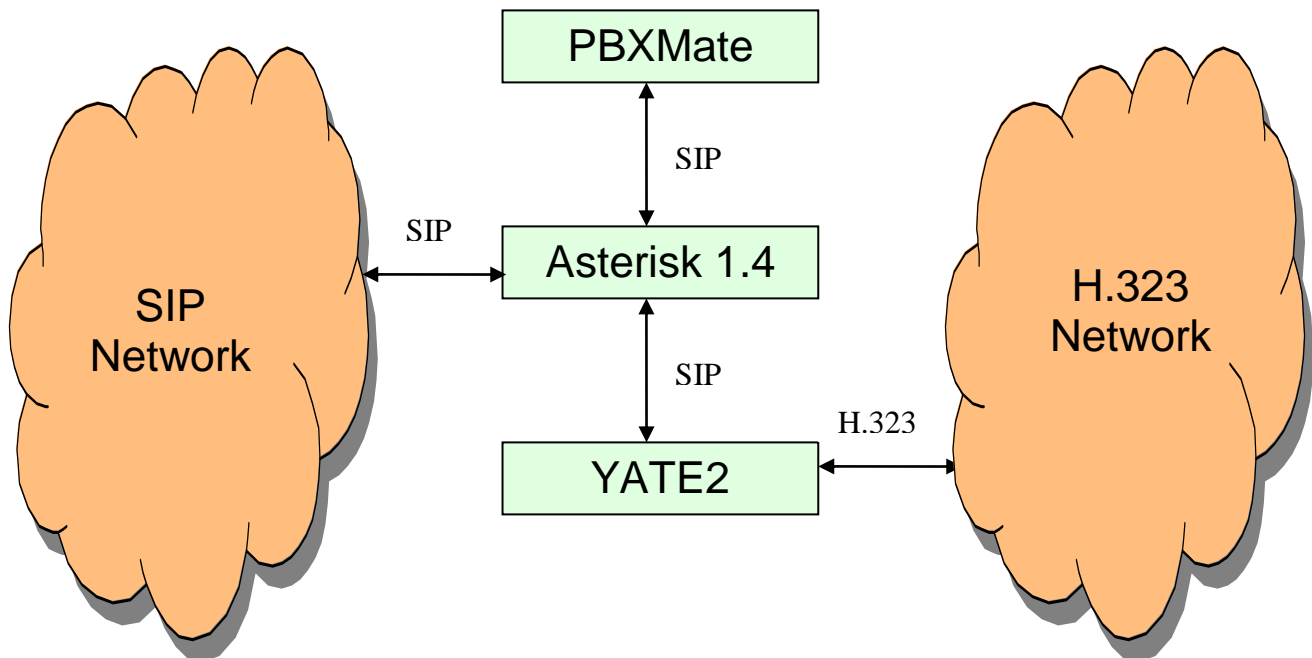 PBXMate
SIP
SIP
Asterisk 1.4
SIP
Network
H.323
Network
SIP
H.323
YATE2